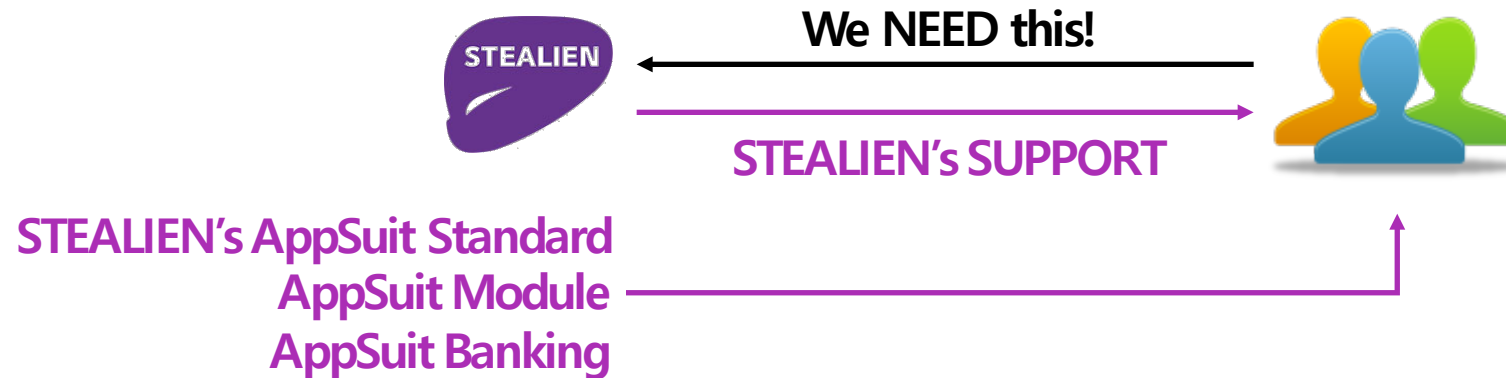 STEALIEN
We NEED this!
STEALIEN's SUPPORT
STEALIEN's AppSuit Standard
AppSuit Module
AppSuit Banking